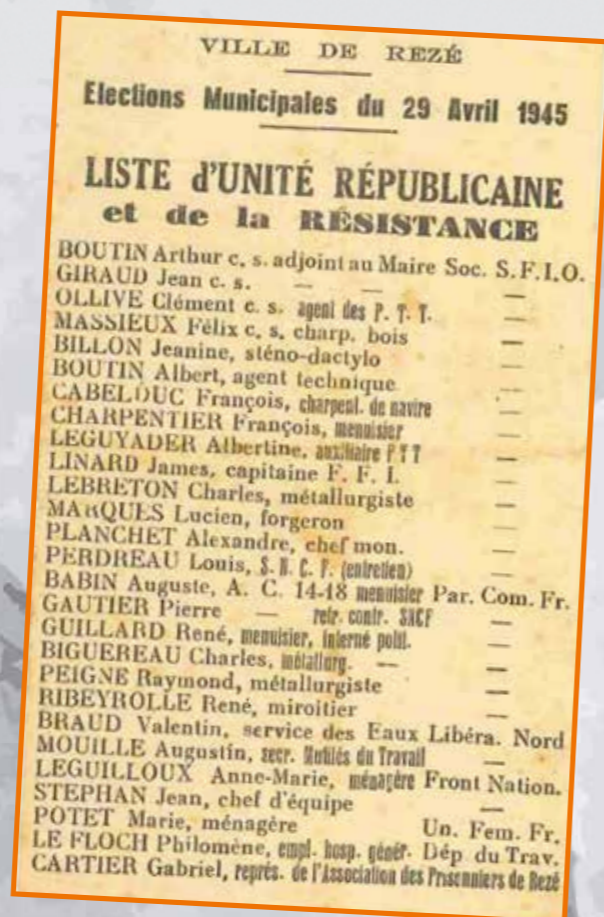 VILLE DE REZÉ
Elections Municipales du 29 Avril 1945
LISTE d'UNITÉ RÉPUBLICAINE
et de la RÉSISTANCE
BOUTIN Arthur c. s. adjoint au Maire Soc. S.F.I.O.
GIRAUD Jean c. s. — — —
OLLIVE Clément c. s. agent des P. T. T. —
MASSIEUX Félix c. s. charp. bois —
BILLON Jeanine, sténo-dactylo —
BOUTIN Albert, agent technique —
CABELDUC François, charpent. de navire —
CHARPENTIER François, menuisier —
LEGUYADER Albertine, auxiliaire PTT —
LINARD James, capitaine F. F. I. —
LEBRETON Charles, métallurgiste —
MARQUES Lucien, forgeron —
PLANCHET Alexandre, chef mon. —
PERDREAU Louis, S. N. C. F. (entretien) —
BABIN Auguste, A. C. 14-18 menuisier Par. Com. Fr.
GAUTIER Pierre — retr. contr. SNCF —
GUILLARD René, menuisier, interné polit. —
BIGUEREAU Charles, métallurg. — —
PEIGNE Raymond, métallurgiste —
RIBEYROLLE René, miroitier —
BRAUD Valentin, service des Eaux Libéra. Nord
MOUILLE Augustin, secr. Mutilés du Travail —
LEGUILLOUX Anne-Marie, ménagère Front Nation.
STEPHAN Jean, chef d'équipe —
POTET Marie, ménagère Un. Fem. Fr.
LE FLOCH Philomène, empl. hosp. génér. Dép du Trav.
CARTIER Gabriel, représ. de l'Association des Prisonniers de Rezé